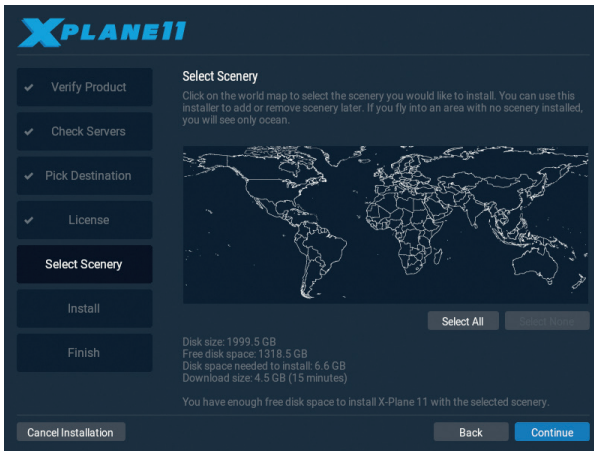 XPLANE11
Verify Product
Check Servers
Pick Destination
License
Select Scenery
Install
Finish
Select Scenery
Click on the world map to select the scenery you would like to install. You can use this
installer to add or remove scenery later. If you fly into an area with no scenery installed,
you will see only ocean.
Select All
Select None
Disk size: 1999.5 GB
Free disk space: 1318.5 GB
Disk space needed to install: 6.6 GB
Download size: 4.5 GB (15 minutes)
You have enough free disk space to install X-Plane 11 with the selected scenery.
Cancel Installation
Back
Continue